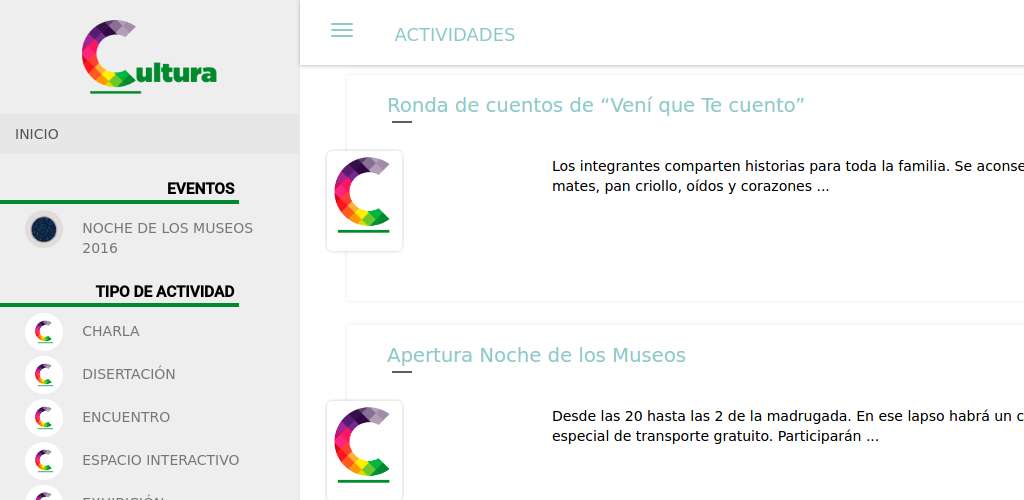 Cultura
INICIO
EVENTOS
NOCHE DE LOS MUSEOS
2016
TIPO DE ACTIVIDAD
CHARLA
DISERTACIÓN
ENCUENTRO
ESPACIO INTERACTIVO
EXHIBICIÓN
ACTIVIDADES
Ronda de cuentos de “Vení que Te cuento”
Los integrantes comparten historias para toda la familia. Se aconse
mates, pan criollo, oídos y corazones ...
Apertura Noche de los Museos
Desde las 20 hasta las 2 de la madrugada. En ese lapso habrá un c
especial de transporte gratuito. Participarán ...